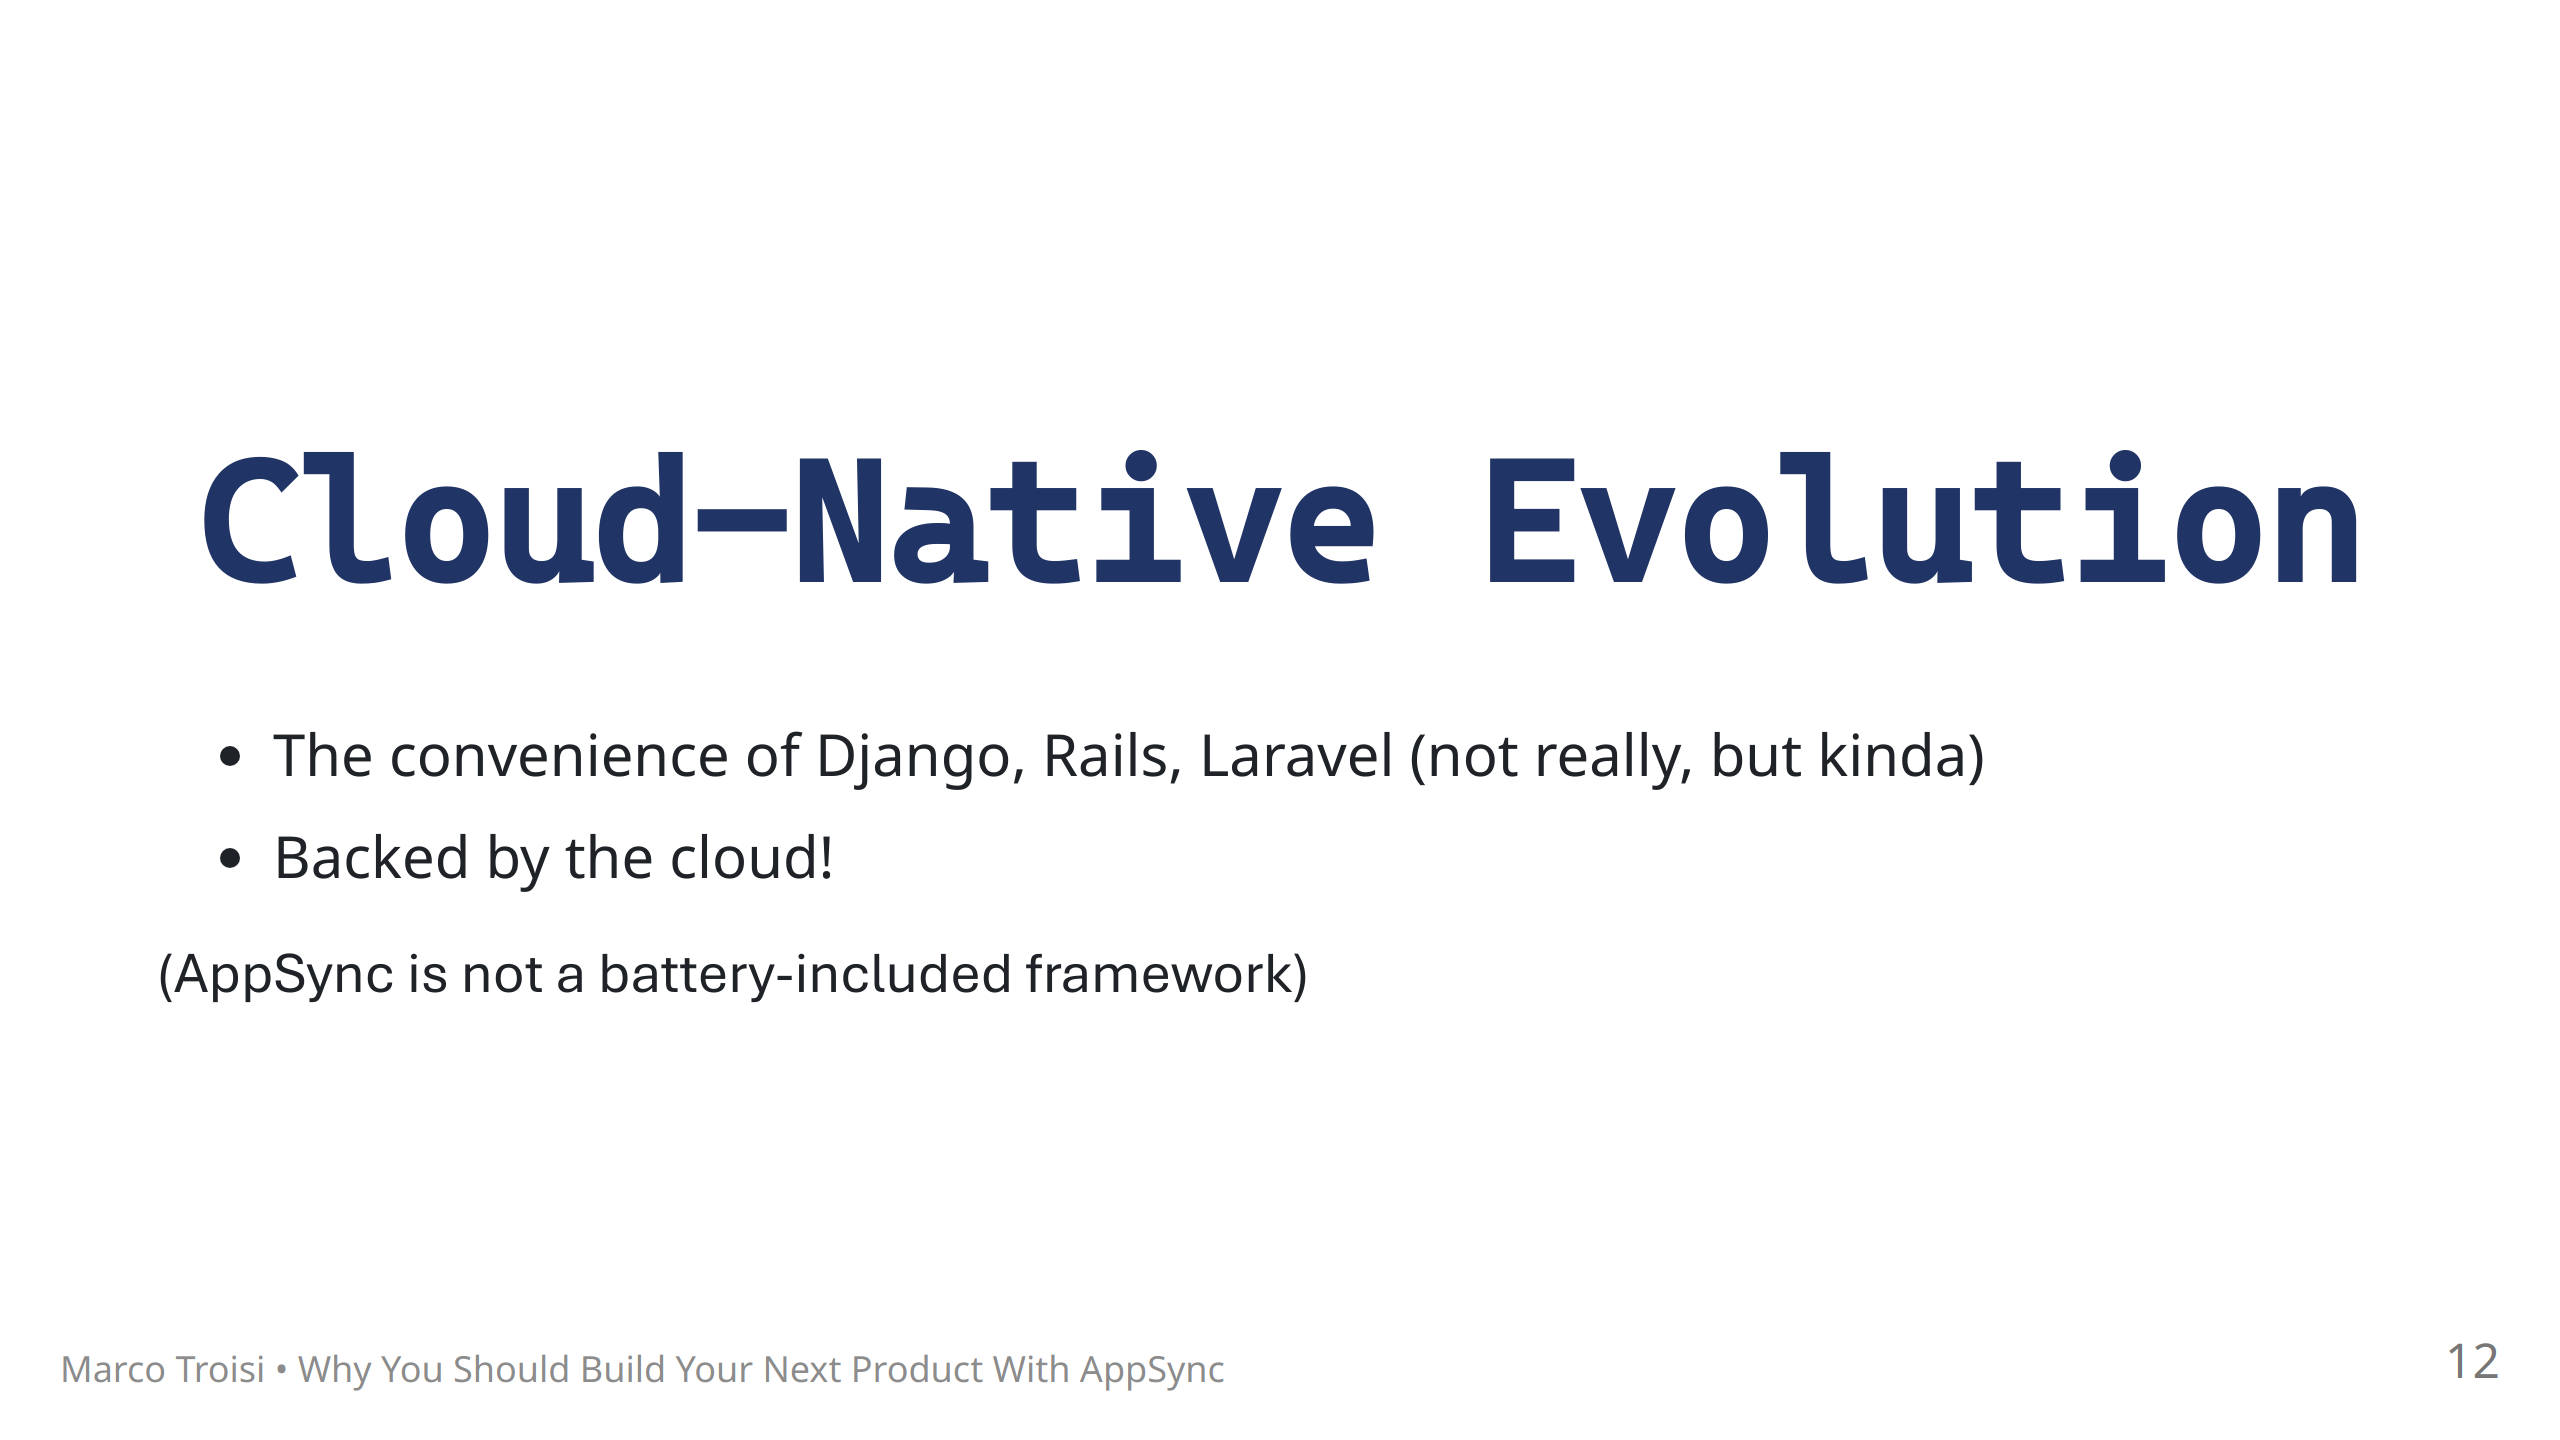 Cloud-Native Evolution
• The convenience of Django, Rails, Laravel (not really, but kinda)
• Backed by the cloud!
(AppSync is not a battery-included framework)
Marco Troisi • Why You Should Build Your Next Product With AppSync
12